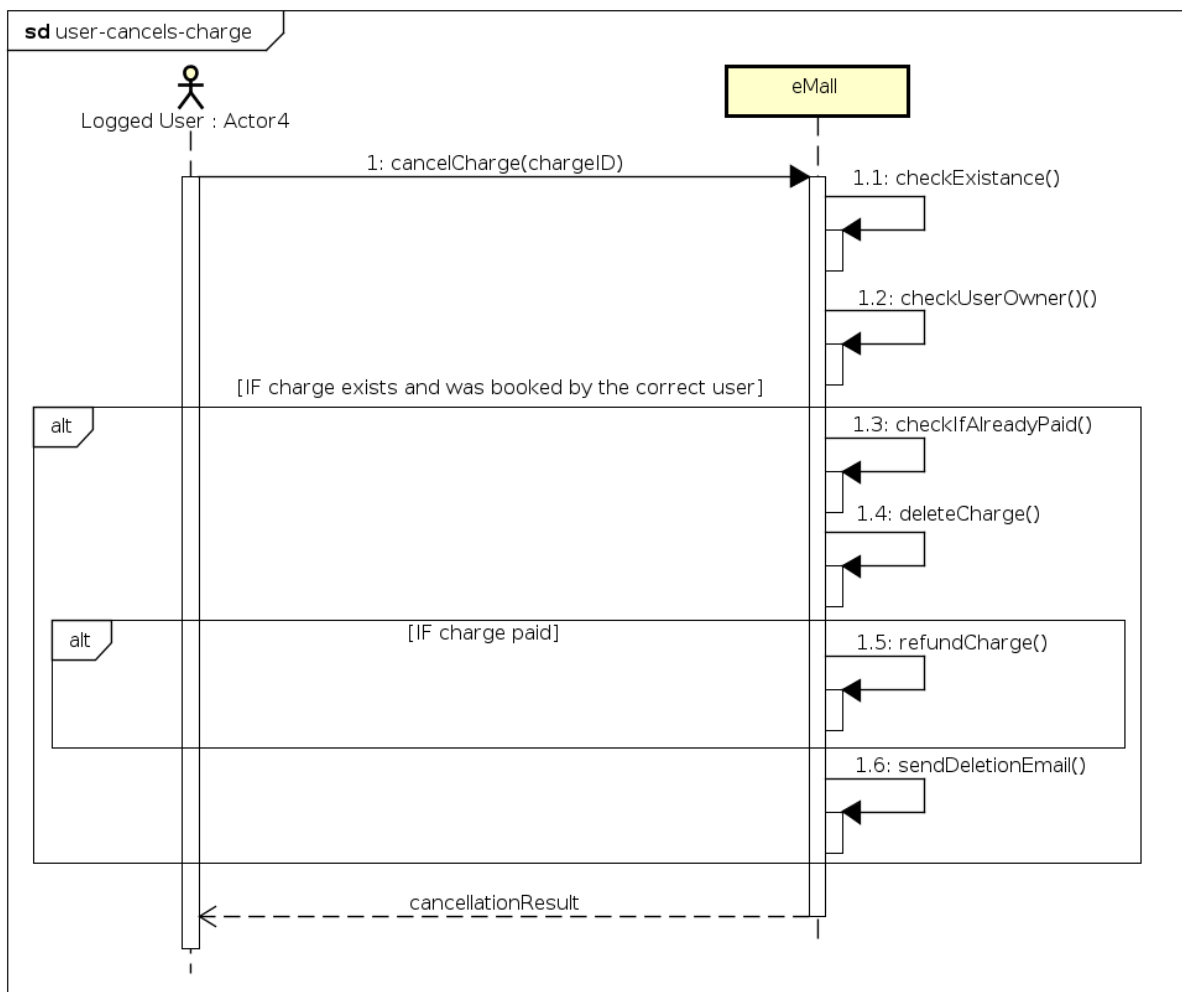 sd user-cancels-charge
Logged User : Actor4
eMall
1: cancelCharge(chargeID)
1.1: checkExistance()
1.2: checkUserOwner()()
[IF charge exists and was booked by the correct user]
alt
1.3: checkIfAlreadyPaid()
1.4: deleteCharge()
alt
[IF charge paid]
1.5: refundCharge()
1.6: sendDeletionEmail()
cancellationResult